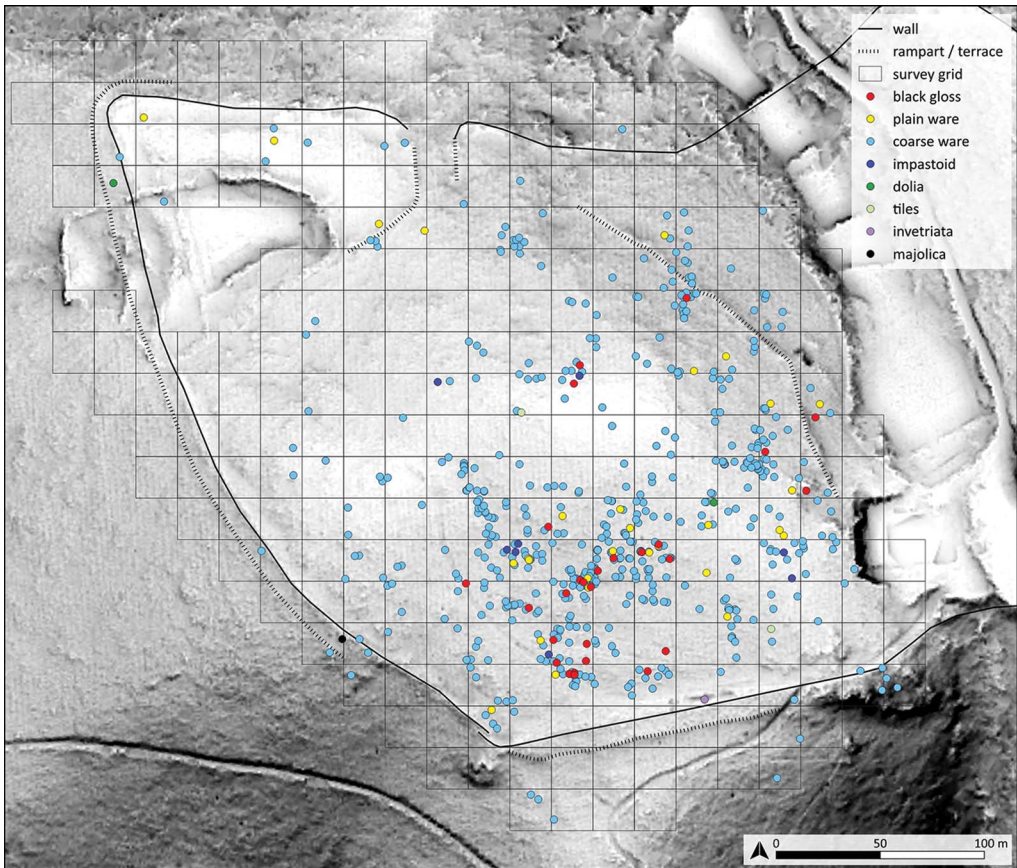 wall
rampart / terrace
survey grid
black gloss
plain ware
coarse ware
impastoid
dolia
tiles
invetriata
majolica
0 50 100 m